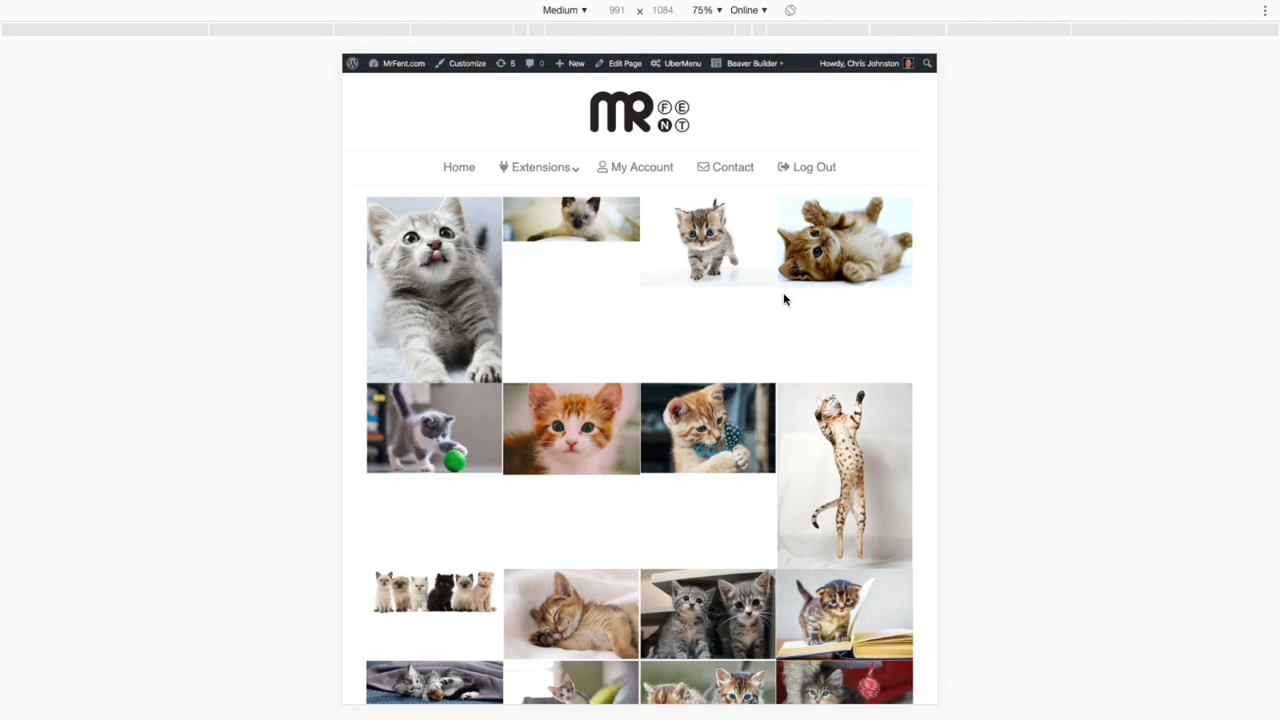 Medium ▾ 991 × 1084 75% ▾ Online ▾
MrFent.com Customize 5 0 + New Edit Page UberMenu Beaver Builder • Howdy, Chris Johnston
MR F E
N T
Home Extensions My Account Contact Log Out